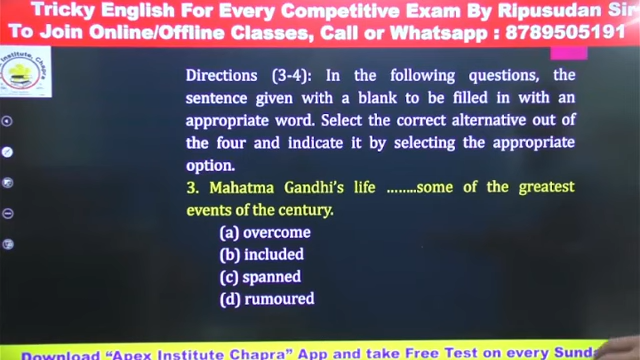 Tricky English For Every Competitive Exam By Ripusudan Sin
To Join Online/Offline Classes, Call or Whatsapp : 8789505191
Institute, Chapra
Directions (3-4): In the following questions, the
sentence given with a blank to be filled in with an
appropriate word. Select the correct alternative out of
the four and indicate it by selecting the appropriate
option.
3. Mahatma Gandhi's life ........some of the greatest
events of the century.
(a) overcome
(b) included
(c) spanned
(d) rumoured
Download "Apex Institute Chapra" App and take Free Test on every Sunda